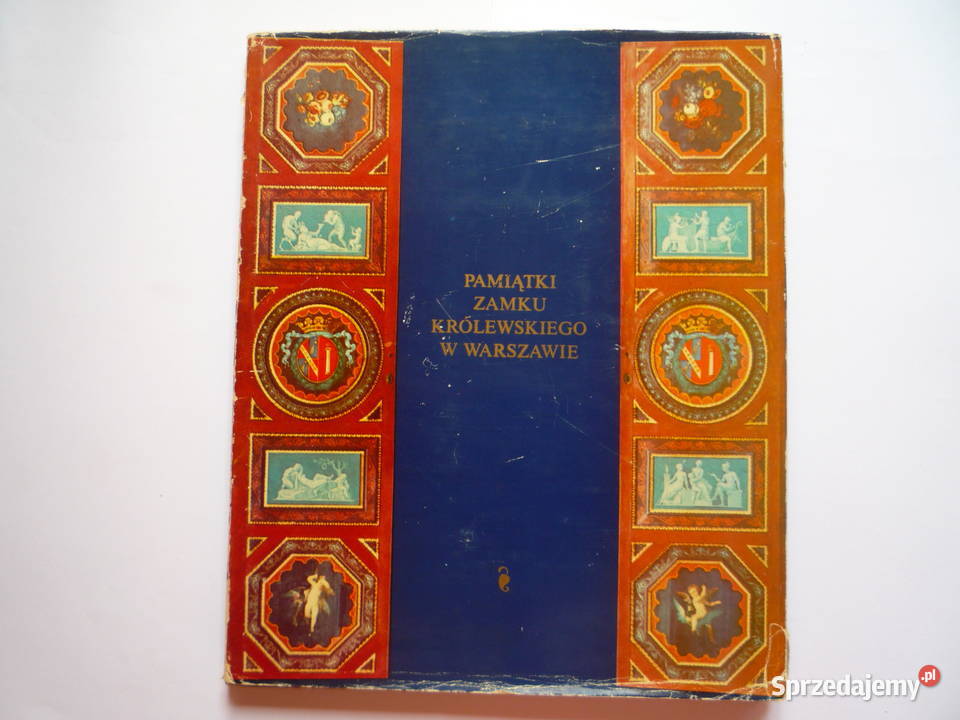 PAMIĄTKI
ZAMKU
KRÓLEWSKIEGO
W WARSZAWIE
Sprzedajemy.pl